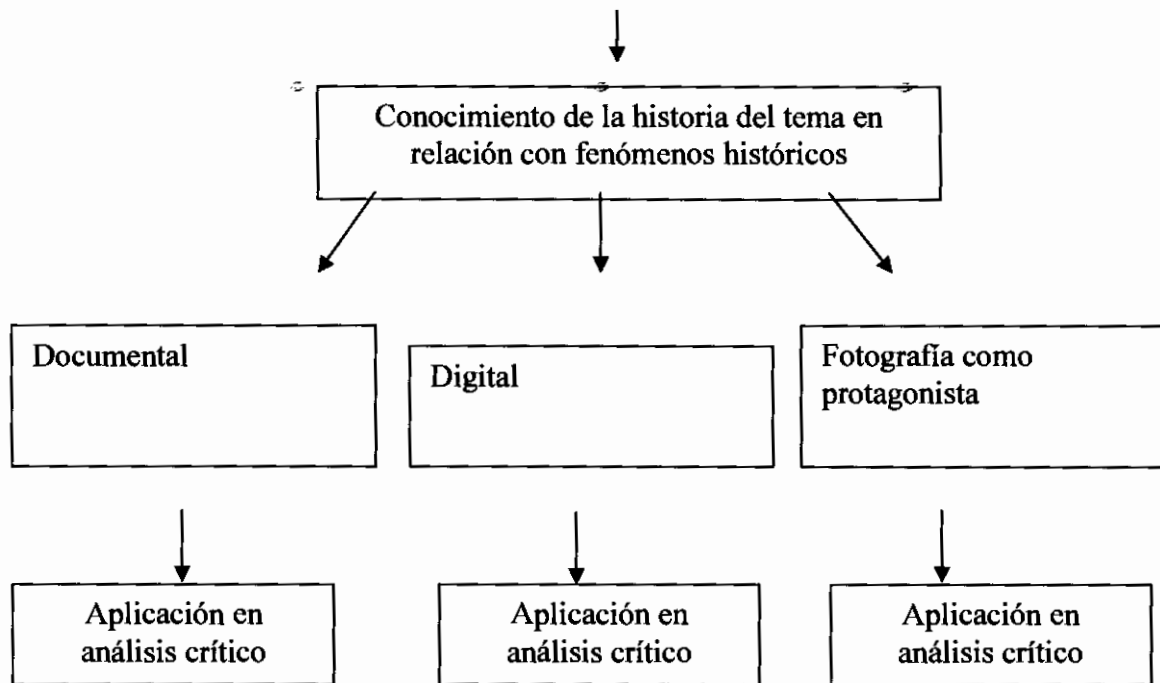 Conocimiento de la historia del tema en
relación con fenómenos históricos
Documental
Digital
Fotografía como
protagonista
Aplicación en
análisis crítico
Aplicación en
análisis crítico
Aplicación en
análisis crítico